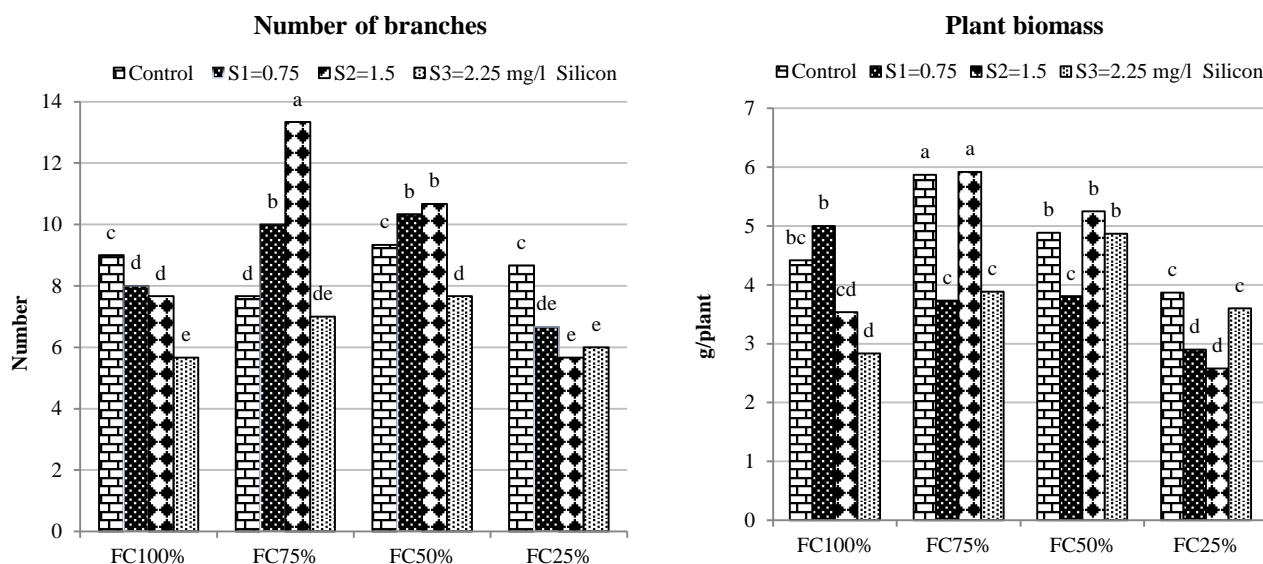 Number of branches
Control S1=0.75 S2=1.5 S3=2.25 mg/l Silicon
14
12
10
8
6
4
2
0
Number
c d d e
d b a de
c b b d
c de e e
FC100% FC75% FC50% FC25%
Plant biomass
Control S1=0.75 S2=1.5 S3=2.25 mg/l Silicon
7
6
5
4
3
2
1
0
g/plant
bc b cd d
a c a c
b c b b
c d d c
FC100% FC75% FC50% FC25%